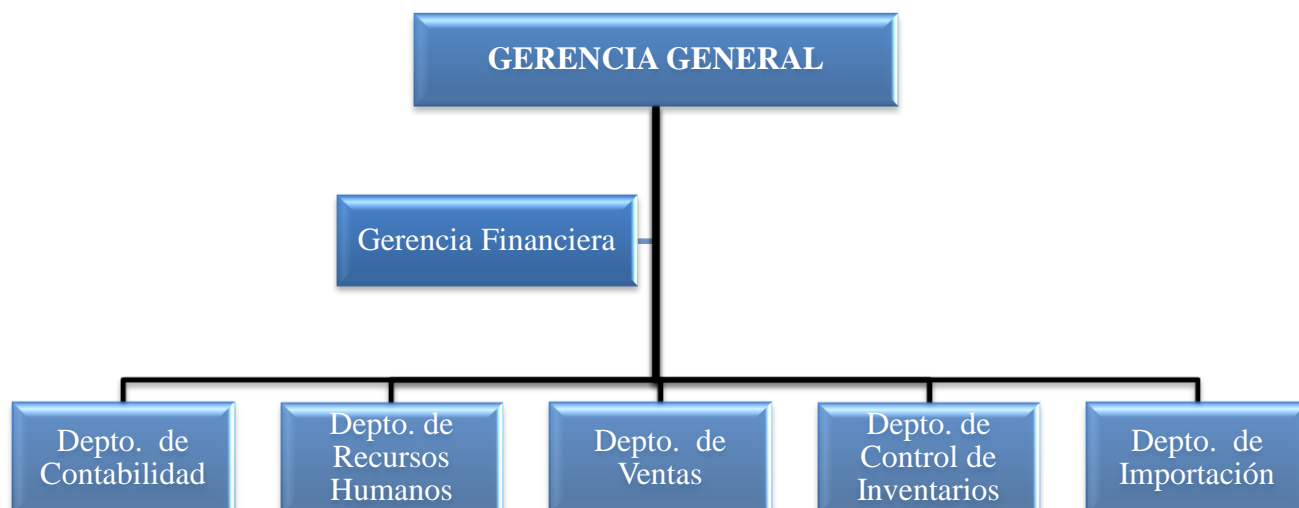 GERENCIA GENERAL
Gerencia Financiera
Depto. de
Contabilidad
Depto. de
Recursos
Humanos
Depto. de
Ventas
Depto. de
Control de
Inventarios
Depto. de
Importación